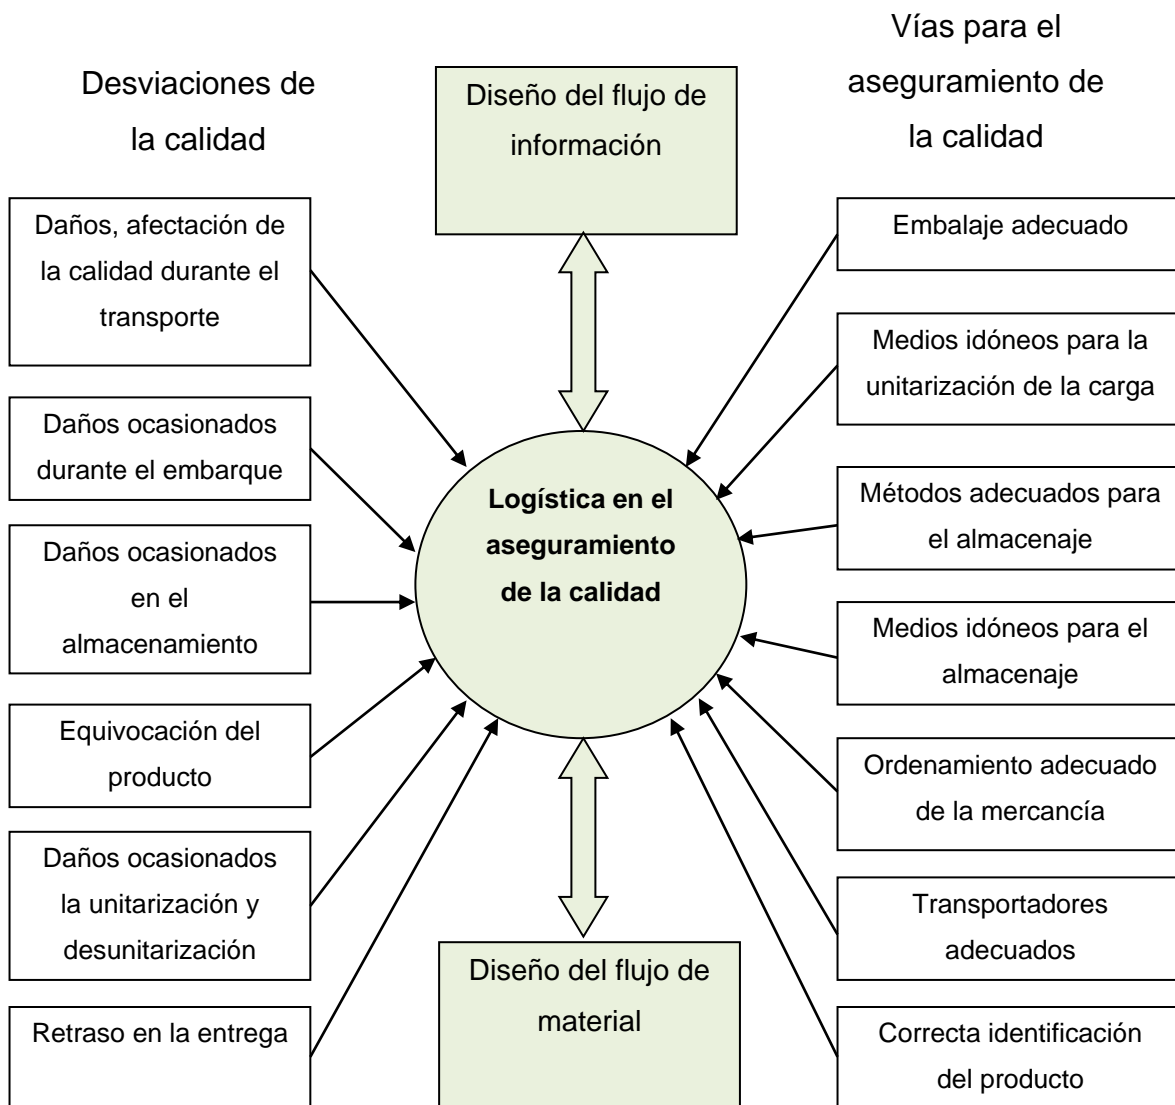 Desviaciones de
la calidad
Daños, afectación de
la calidad durante el
transporte
Daños ocasionados
durante el embarque
Daños ocasionados
en el
almacenamiento
Equivocación del
producto
Daños ocasionados
la unitarización y
desunitarización
Retraso en la entrega
Diseño del flujo de
información
Logística en el
aseguramiento
de la calidad
Diseño del flujo de
material
Vías para el
aseguramiento de
la calidad
Embalaje adecuado
Medios idóneos para la
unitarización de la carga
Métodos adecuados para
el almacenaje
Medios idóneos para el
almacenaje
Ordenamiento adecuado
de la mercancía
Transportadores
adecuados
Correcta identificación
del producto